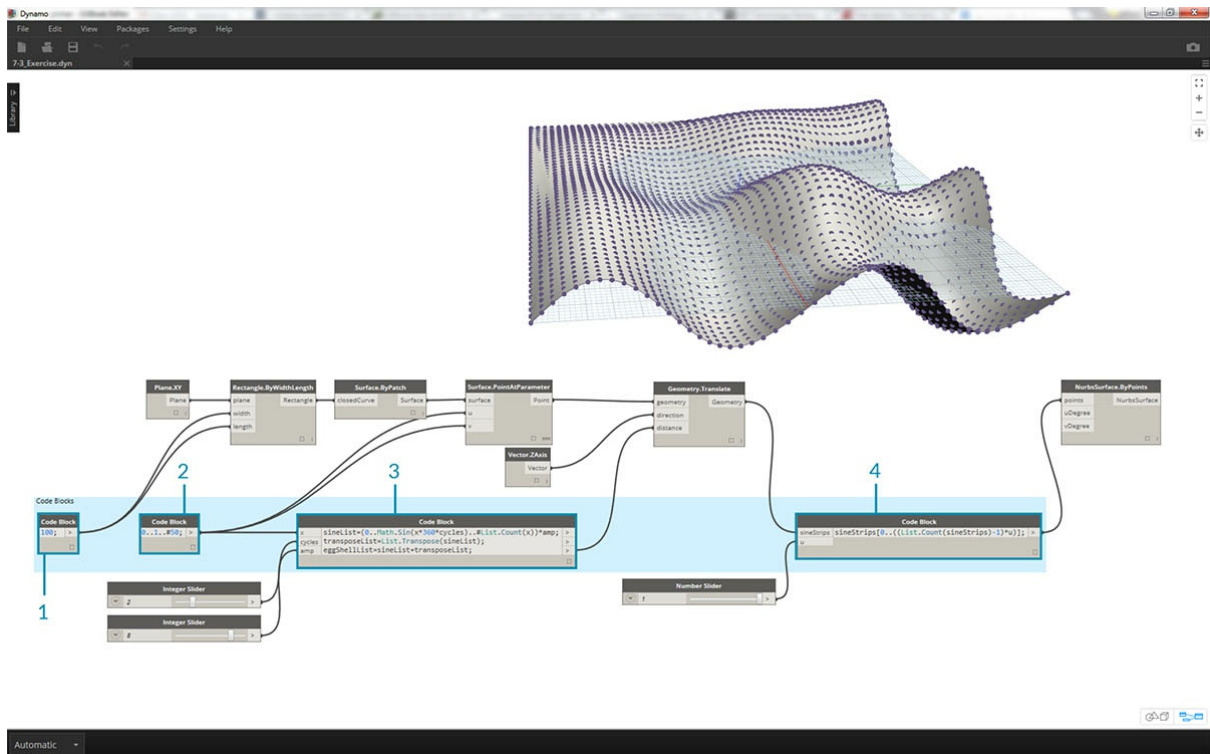 Dynamo
File Edit View Packages Settings Help
7-3_Exercise.dyn
Library
Plane.XY
Plane >
Rectangle.ByWidthLength
plane Rectangle >
width
length
Surface.ByPatch
closedCurve Surface >
Surface.PointAtParameter
surface Point >
u
v
Vector.ZAxis
Vector >
Geometry.Translate
geometry Geometry >
direction
distance
NurbsSurface.ByPoints
points NurbsSurface
uDegree
vDegree
Code Blocks
1
2
3
4
Code Block
100; >
Code Block
0..1..#50; >
Code Block
x sineList=(0..Math.Sin(x*360*cycles)..#List.Count(x))*amp; >
cycles transposeList=List.Transpose(sineList); >
amp eggShellList=sineList+transposeList; >
Code Block
sineStrips sineStrips[0..((List.Count(sineStrips)-1)*u)]; >
u
Integer Slider
2 >
Integer Slider
8 >
Number Slider
1 >
Automatic